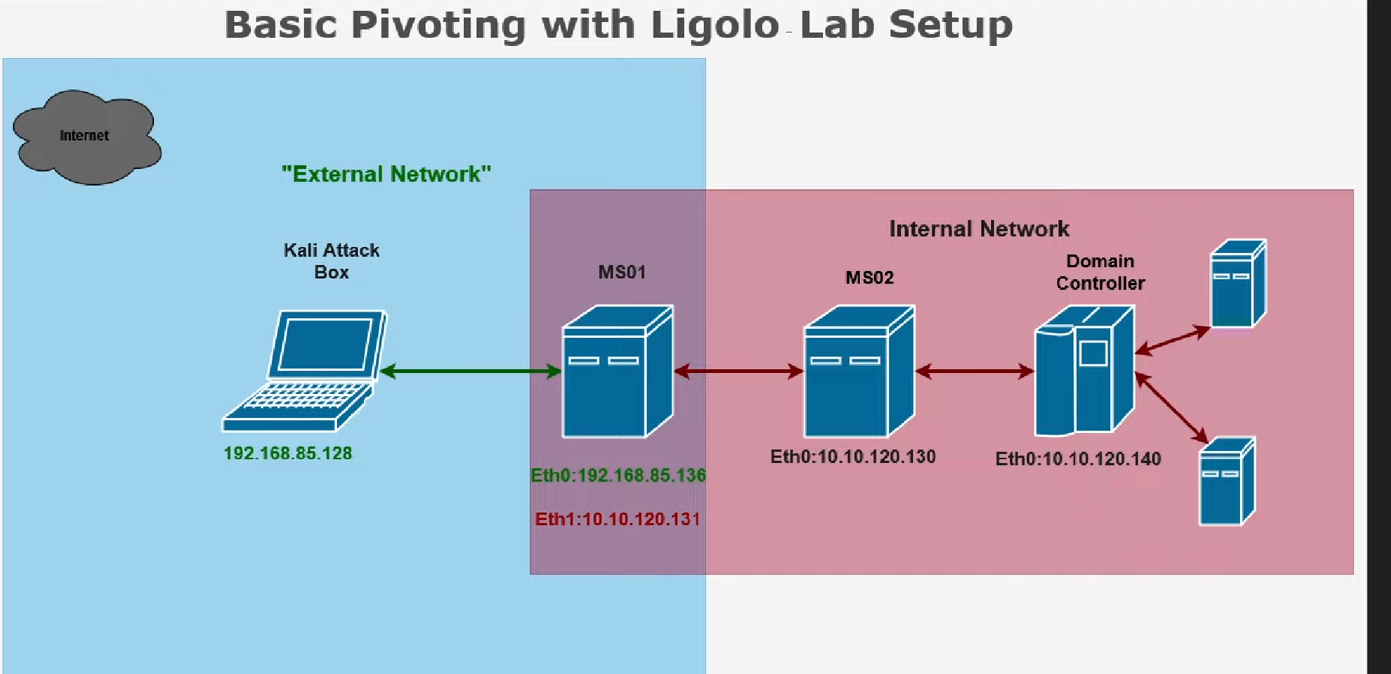 Basic Pivoting with Ligolo - Lab Setup
Internet
"External Network"
Internal Network
Kali Attack
Box
MS01
MS02
Domain
Controller
192.168.85.128
Eth0:192.168.85.136
Eth1:10.10.120.131
Eth0:10.10.120.130
Eth0:10.10.120.140